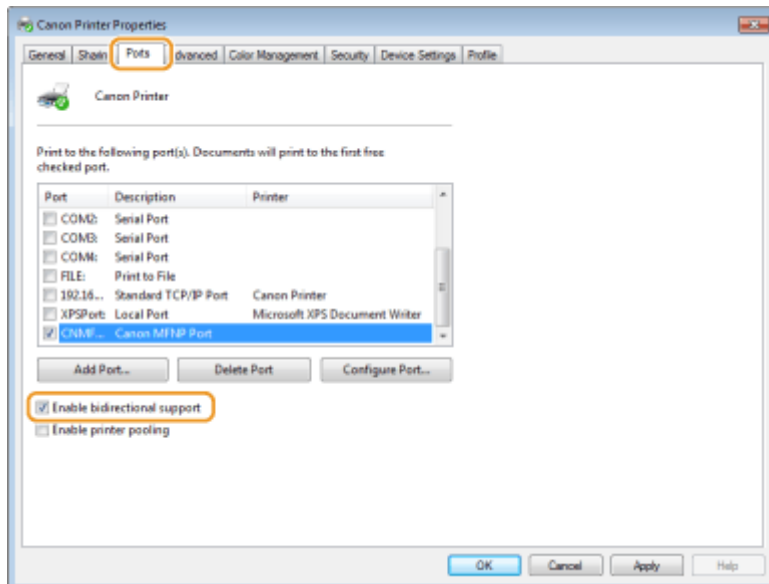 Canon Printer Properties
General Sharin Ports dvanced Color Management Security Device Settings Profile
Canon Printer
Print to the following port(s). Documents will print to the first free
checked port.
Port Description Printer
COM2: Serial Port
COM3: Serial Port
COM4: Serial Port
FILE: Print to File
192.16... Standard TCP/IP Port Canon Printer
XPSPort: Local Port Microsoft XPS Document Writer
CNMF... Canon MFNP Port
Add Port... Delete Port Configure Port...
Enable bidirectional support
Enable printer pooling
OK Cancel Apply Help